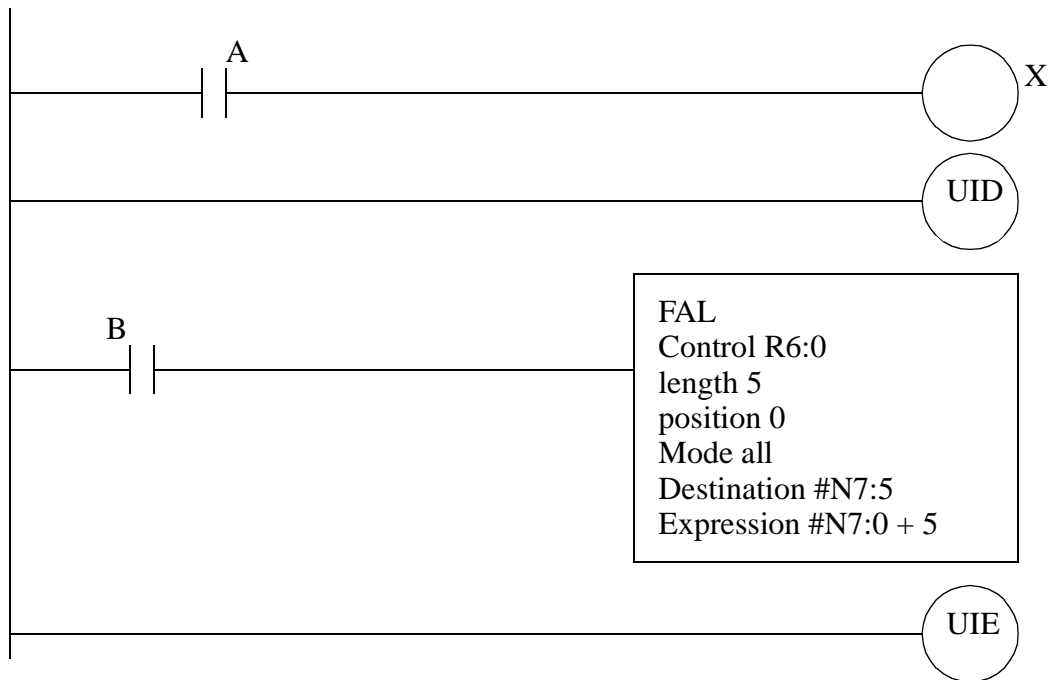 A
X
UID
B
FAL
Control R6:0
length 5
position 0
Mode all
Destination #N7:5
Expression #N7:0 + 5
UIE